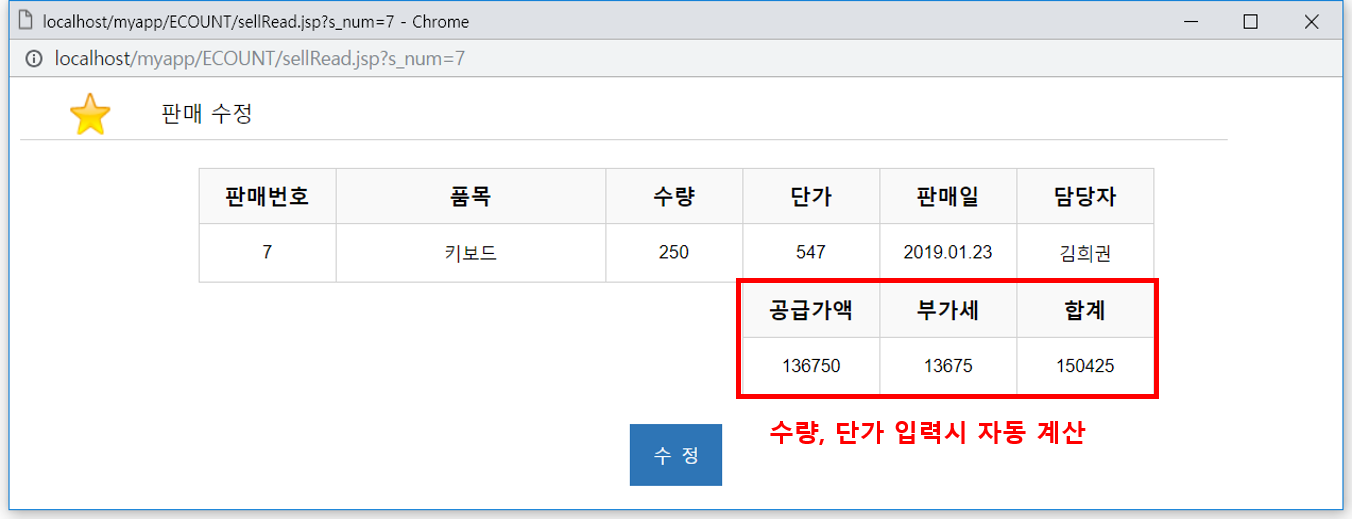 localhost/myapp/ECOUNT/sellRead.jsp?s_num=7 - Chrome
localhost/myapp/ECOUNT/sellRead.jsp?s_num=7
판매 수정
판매번호 품목 수량 단가 판매일 담당자
7 키보드 250 547 2019.01.23 김희권
공급가액 부가세 합계
136750 13675 150425
수량, 단가 입력시 자동 계산
수 정